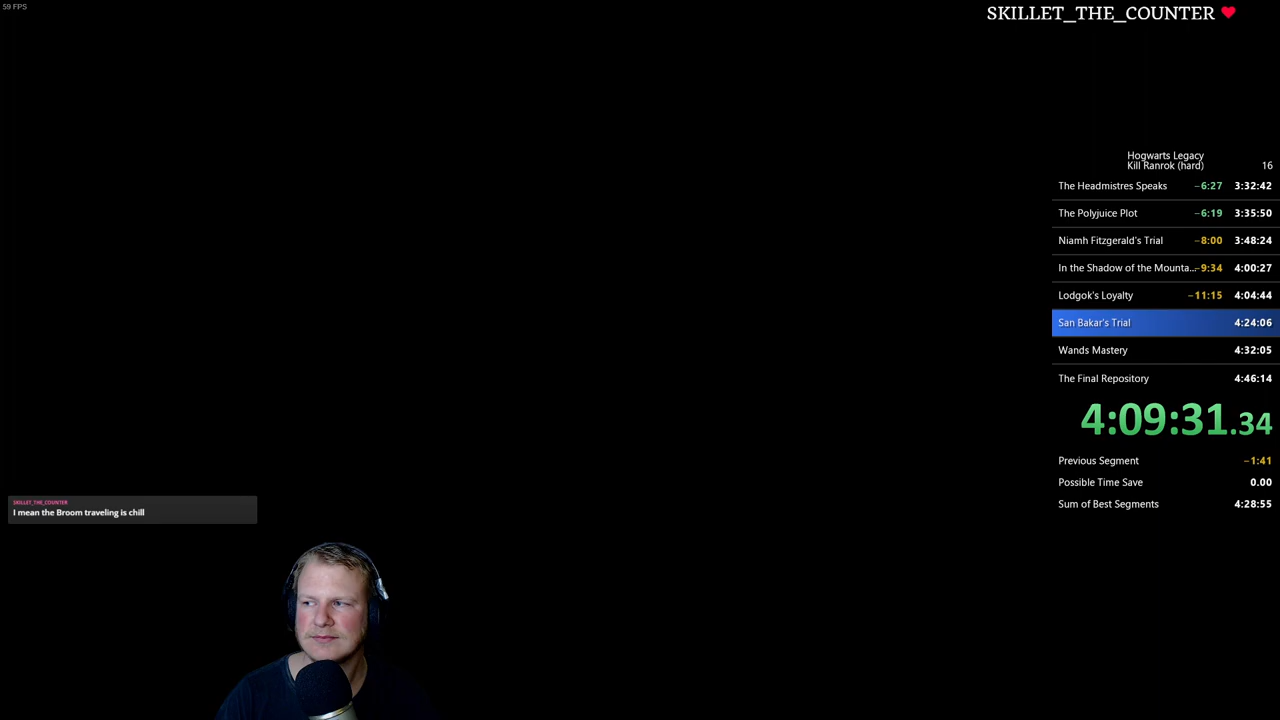 59 FPS
SKILLET_THE_COUNTER ❤
Hogwarts Legacy
Kill Ranrok (hard) 16
The Headmistres Speaks −6:27 3:32:42
The Polyjuice Plot −6:19 3:35:50
Niamh Fitzgerald's Trial −8:00 3:48:24
In the Shadow of the Mounta... −9:34 4:00:27
Lodgok's Loyalty −11:15 4:04:44
San Bakar's Trial 4:24:06
Wands Mastery 4:32:05
The Final Repository 4:46:14
4:09:31.34
Previous Segment −1:41
Possible Time Save 0.00
Sum of Best Segments 4:28:55
SKILLET_THE_COUNTER
I mean the Broom traveling is chill